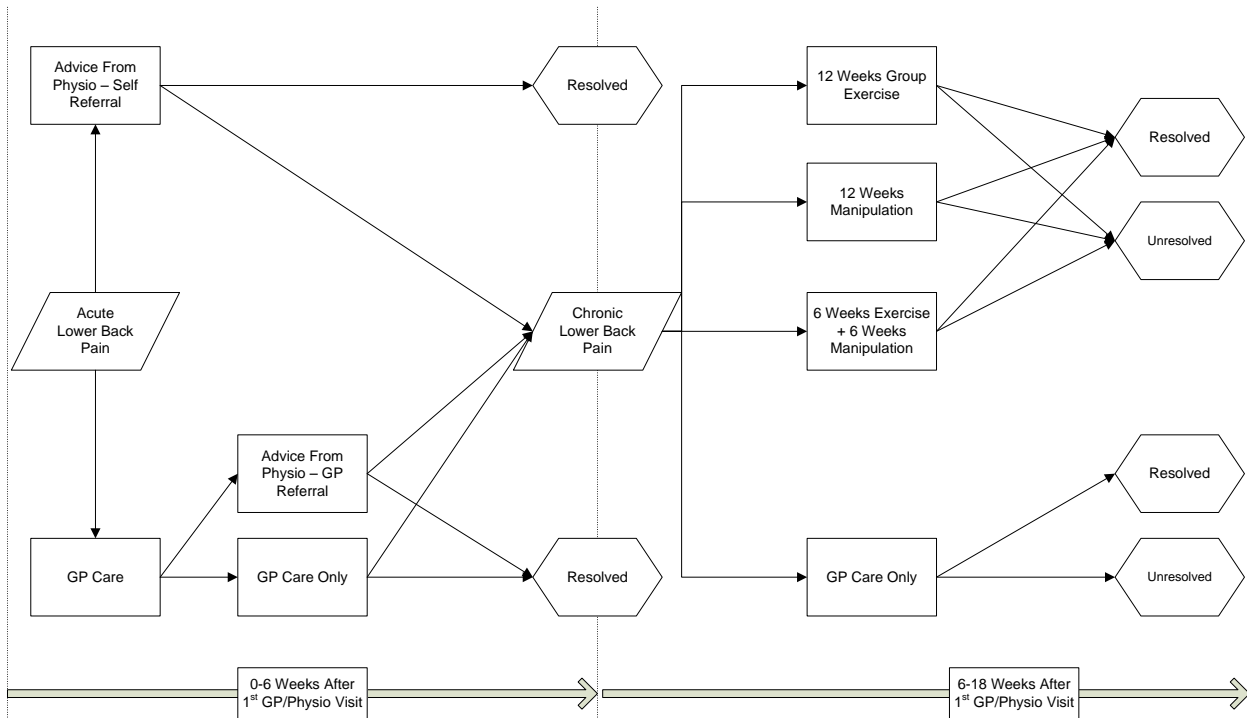 Advice From
Physio – Self
Referral
Resolved
12 Weeks Group
Exercise
Resolved
12 Weeks
Manipulation
Unresolved
Acute
Lower Back
Pain
Chronic
Lower Back
Pain
6 Weeks Exercise
+ 6 Weeks
Manipulation
Advice From
Physio – GP
Referral
Resolved
GP Care
GP Care Only
Resolved
GP Care Only
Unresolved
0-6 Weeks After
1st GP/Physio Visit
6-18 Weeks After
1st GP/Physio Visit